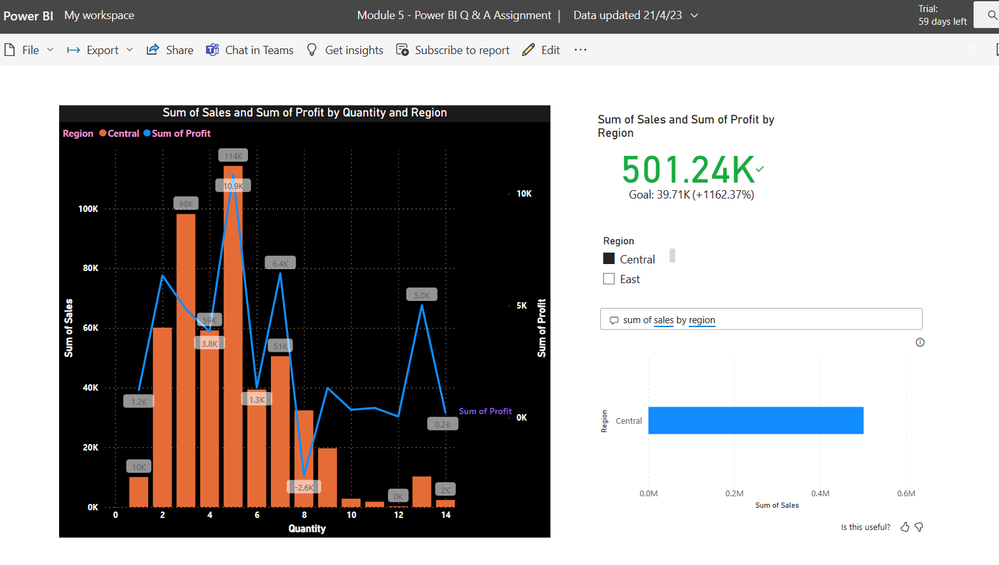 Power BI My workspace
Module 5 - Power BI Q & A Assignment | Data updated 21/4/23
Trial:
59 days left
File Export Share Chat in Teams Get insights Subscribe to report Edit ...
Sum of Sales and Sum of Profit by Quantity and Region
Region Central Sum of Profit
114K
10.9K
98K
59K
3.8K
6.4K
51K
5.0K
1.2K
1.3K
10K
-2.6K
0.2K
0K
2K
100K
80K
60K
40K
20K
0K
Sum of Sales
10K
5K
0K
Sum of Profit
Sum of Profit
0 2 4 6 8 10 12 14
Quantity
Sum of Sales and Sum of Profit by
Region
501.24K
Goal: 39.71K (+1162.37%)
Region
Central
East
sum of sales by region
Region
Central
0.0M 0.2M 0.4M 0.6M
Sum of Sales
Is this useful?